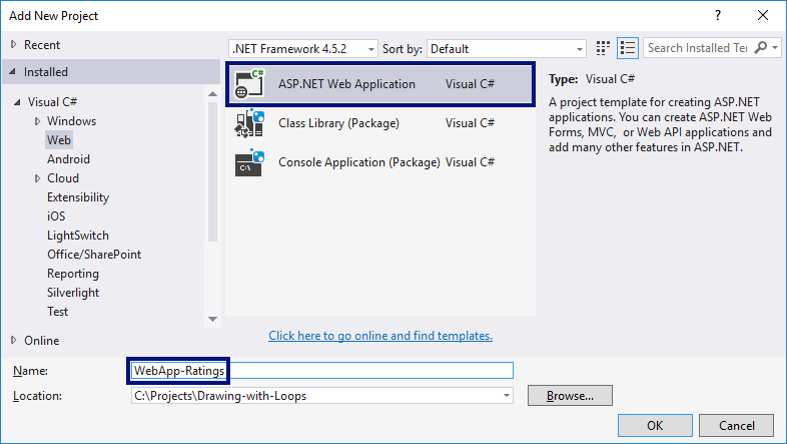 Add New Project
?
Recent
.NET Framework 4.5.2 Sort by: Default Search Installed Te
Installed
Visual C#
Windows
Web
Android
Cloud
Extensibility
iOS
LightSwitch
Office/SharePoint
Reporting
Silverlight
Test
Online
C#
ASP.NET Web Application Visual C#
Class Library (Package) Visual C#
C:\
Console Application (Package) Visual C#
Click here to go online and find templates.
Type: Visual C#
A project template for creating ASP.NET
applications. You can create ASP.NET Web
Forms, MVC, or Web API applications and
add many other features in ASP.NET.
Name: WebApp-Ratings
Location: C:\Projects\Drawing-with-Loops Browse...
OK Cancel